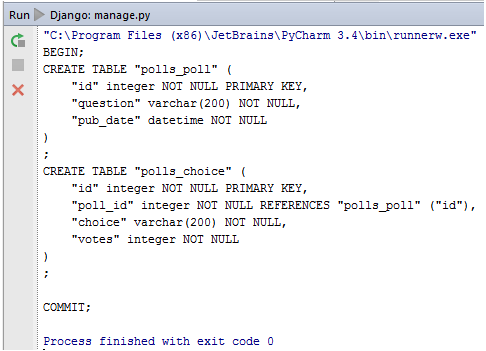 Run Django: manage.py
"C:\Program Files (x86)\JetBrains\PyCharm 3.4\bin\runnerw.exe"
BEGIN;
CREATE TABLE "polls_poll" (
    "id" integer NOT NULL PRIMARY KEY,
    "question" varchar(200) NOT NULL,
    "pub_date" datetime NOT NULL
)
;
CREATE TABLE "polls_choice" (
    "id" integer NOT NULL PRIMARY KEY,
    "poll_id" integer NOT NULL REFERENCES "polls_poll" ("id"),
    "choice" varchar(200) NOT NULL,
    "votes" integer NOT NULL
)
;

COMMIT;

Process finished with exit code 0